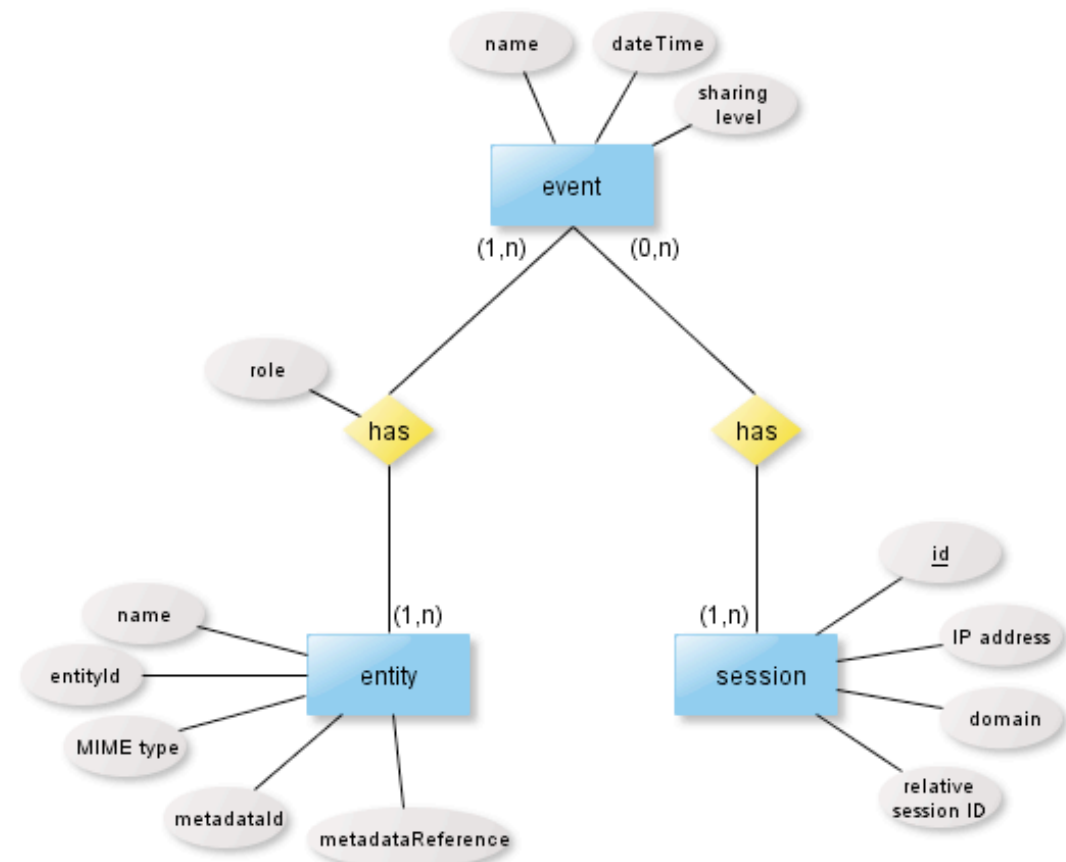 name
dateTime
sharing
level
event
(1,n)
(0,n)
role
has
has
id
name
(1,n)
(1,n)
IP address
entityId
entity
session
MIME type
domain
metadataId
relative
session ID
metadataReference